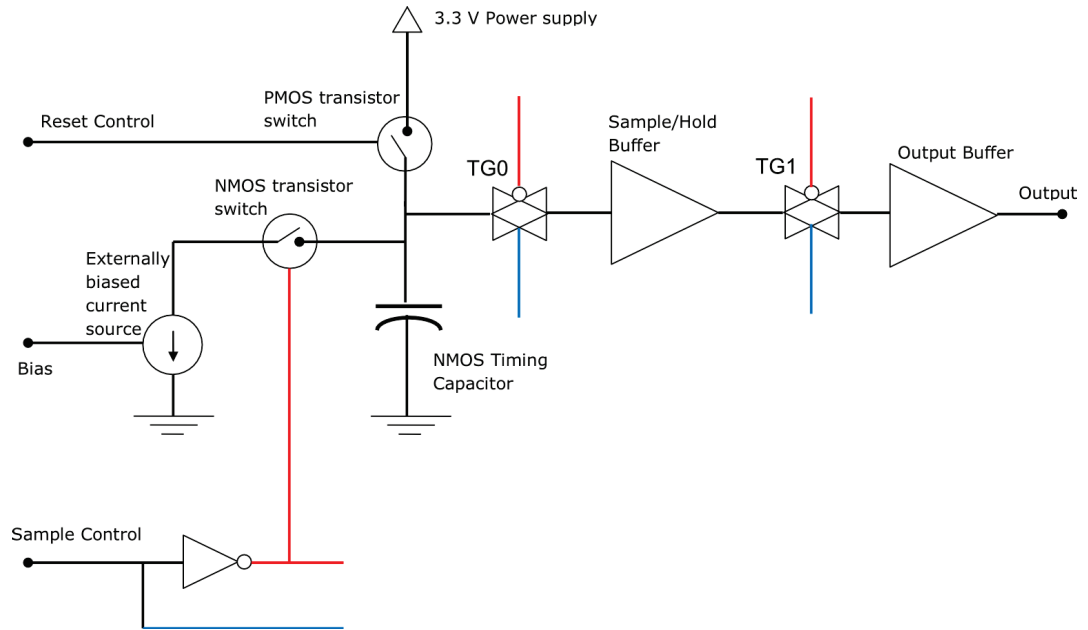 3.3 V Power supply
PMOS transistor
switch
Reset Control
NMOS transistor
switch
TG0
Sample/Hold
Buffer
TG1
Output Buffer
Output
Externally
biased
current
source
Bias
NMOS Timing
Capacitor
Sample Control